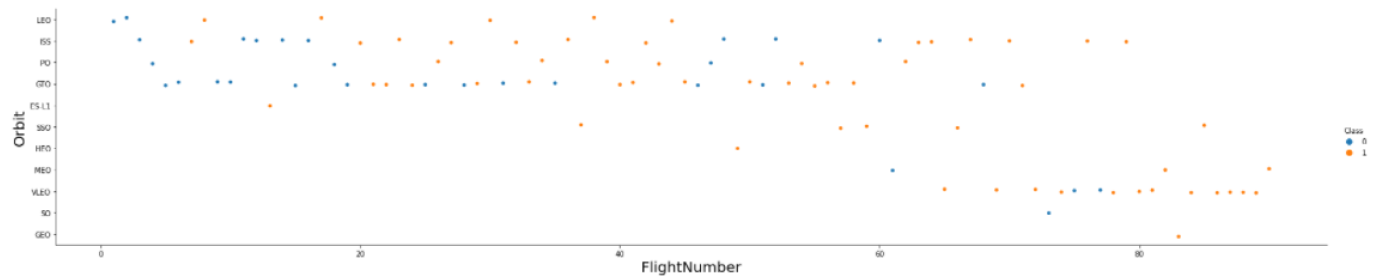 LEO
ISS
PO
GTO
ES-L1
SSO
HEO
MEO
VLEO
SO
GEO
Orbit
0
20
40
60
80
FlightNumber
Class
0
1